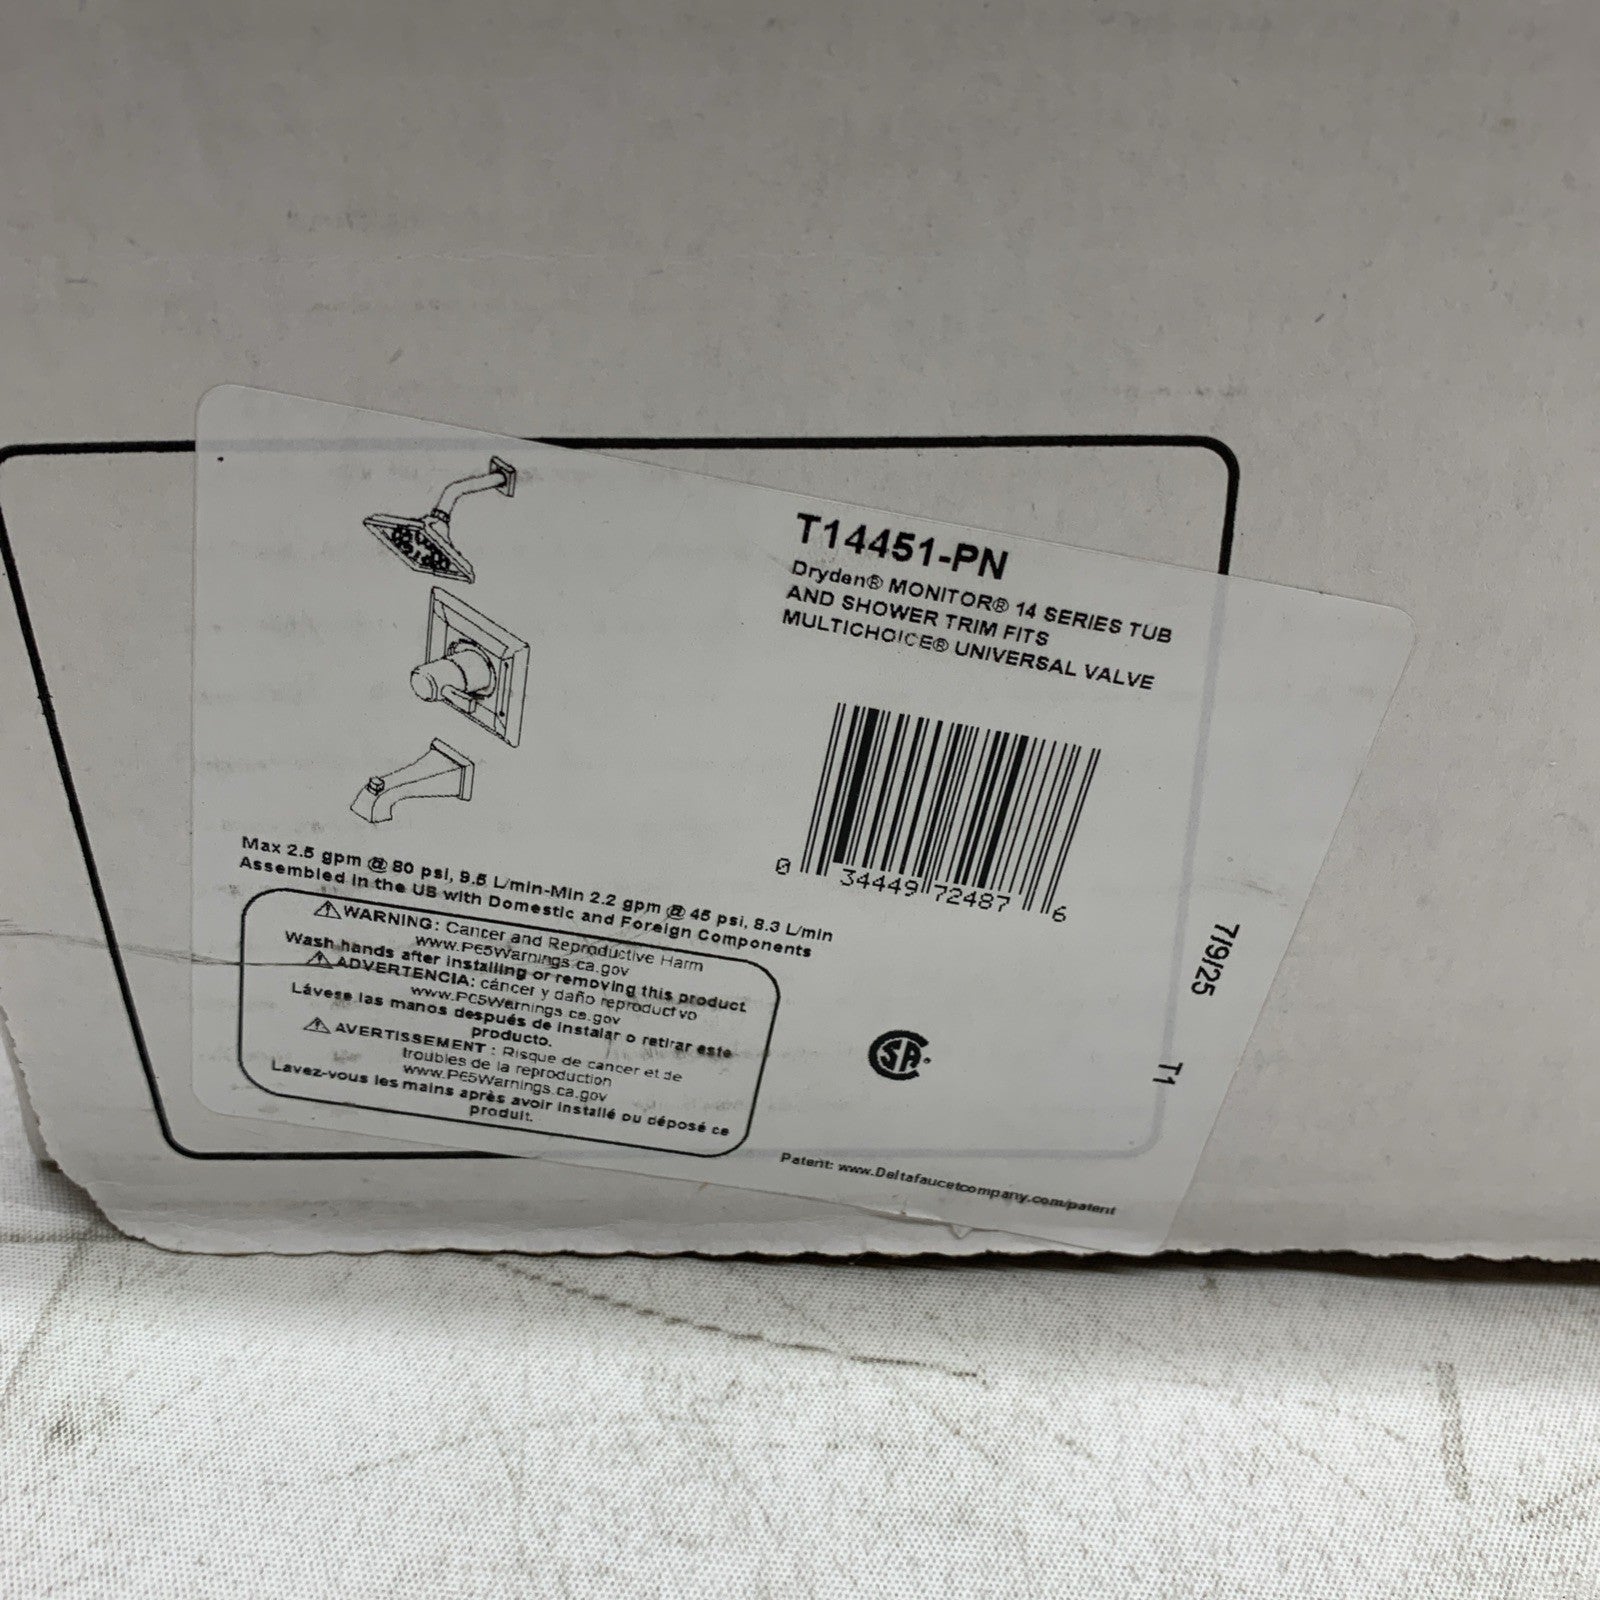 T14451-PN
Dryden® MONITOR® 14 SERIES TUB
AND SHOWER TRIM FITS
MULTICHOICE® UNIVERSAL VALVE
0 34449 72487 6
Max 2.5 gpm @ 80 psi, 9.5 L/min-Min 2.2 gpm @ 45 psi, 8.3 L/min
Assembled in the US with Domestic and Foreign Components
⚠WARNING: Cancer and Reproductive Harm
www.P65Warnings.ca.gov
Wash hands after installing or removing this product.
⚠ADVERTENCIA: cáncer y daño reproductivo
www.P65Warnings.ca.gov
Lávese las manos después de instalar o retirar este
producto.
⚠AVERTISSEMENT : Risque de cancer et de
troubles de la reproduction
www.P65Warnings.ca.gov
Lavez-vous les mains après avoir installé ou déposé ce
produit.
7/9/25
T1
SA
Patent: www.Deltafaucetcompany.com/patent